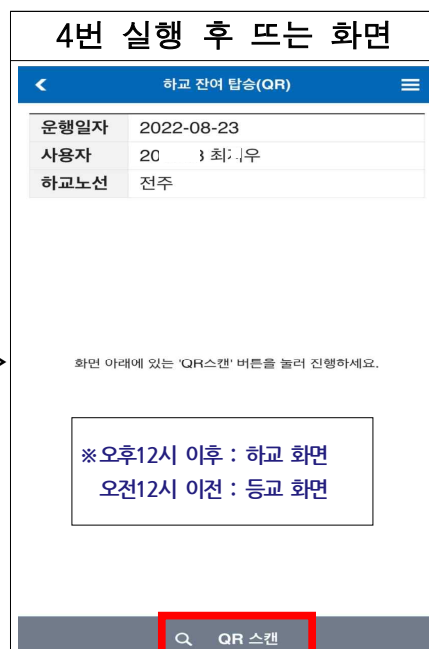 4번 실행 후 뜨는 화면
하교 잔여 탑승(QR)
운행일자 2022-08-23
사용자 20
하교노선 전주
화면 아래에 있는 'QR스캔' 버튼을 눌러 진행하세요.
※오후12시 이후 : 하교 화면
오전12시 이전 : 등교 화면
QR 스캔